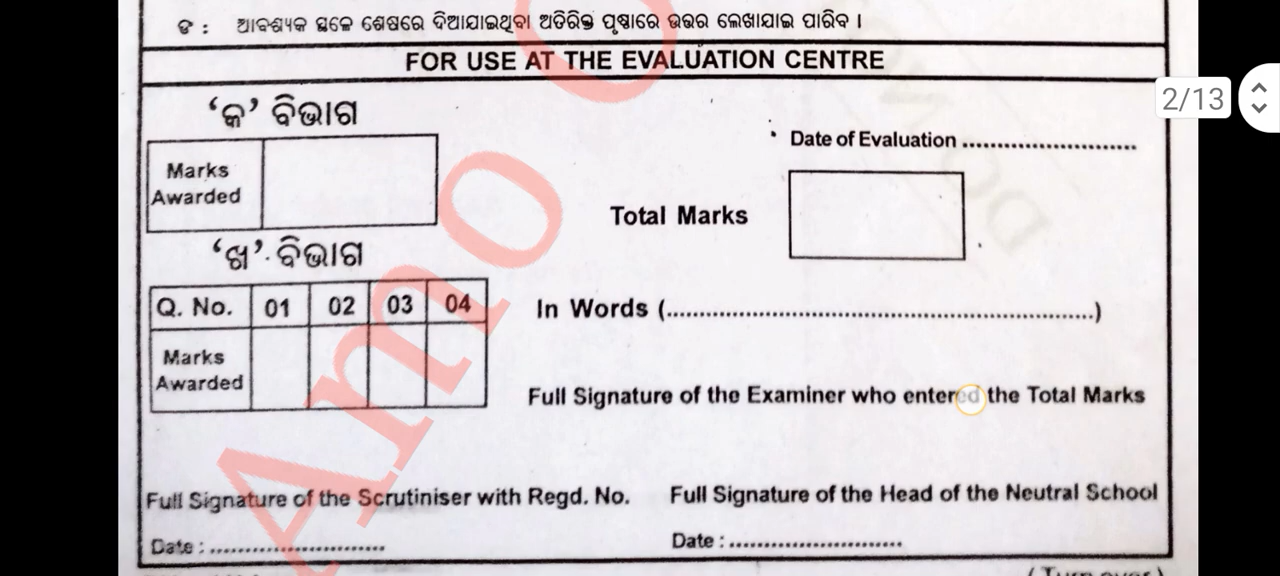 ଙ : ଆବଶ୍ୟକ ସ୍ଥଳେ ଶେଷରେ ଦିଆଯାଇଥିବା ଅତିରିକ୍ତ ପୃଷ୍ଠାରେ ଉତ୍ତର ଲେଖାଯାଇ ପାରିବ ।
FOR USE AT THE EVALUATION CENTRE
2/13
‘କ’ ବିଭାଗ
Date of Evaluation ..............................
Marks
Awarded
Total Marks
‘ଖ’ ବିଭାଗ
Q. No. 01 02 03 04
In Words (......................................................................)
Marks
Awarded
Full Signature of the Examiner who entered the Total Marks
Full Signature of the Scrutiniser with Regd. No.
Full Signature of the Head of the Neutral School
Date : ..............................
Date : ..............................
(Turn over)
Amo O